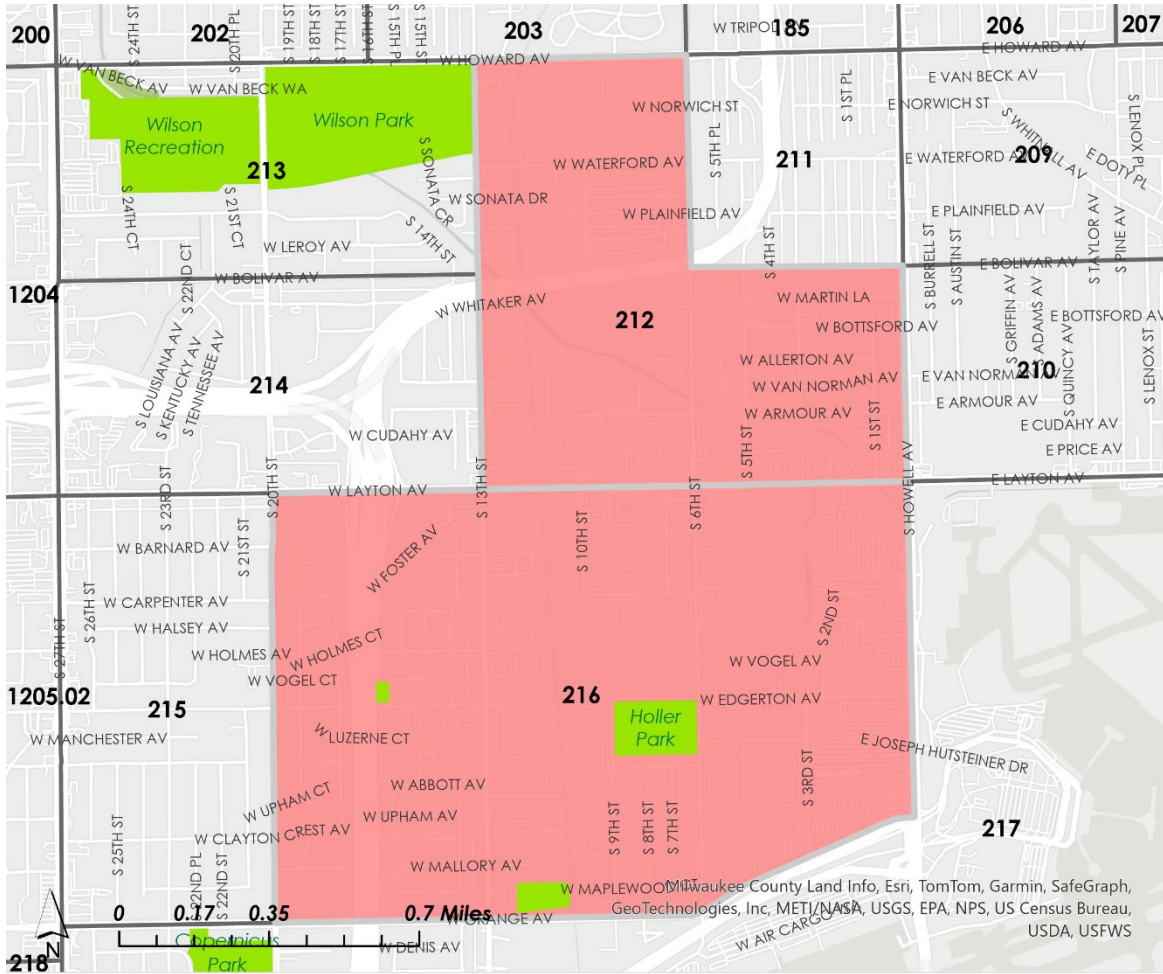 200
202
203
185
206
207
S 24TH ST
S 20TH PL
S 19TH ST
S 18TH ST
S 17TH ST
S 16TH ST
S 15TH PL
S 15TH ST
W TRIPOLI
W HOWARD AV
E HOWARD AV
W VAN BECK AV
W VAN BECK WA
Wilson
Recreation
Wilson Park
213
W NORWICH ST
S 1ST PL
E VAN BECK AV
E NORWICH ST
S WHITNALL AV
S LENOX PL
W WATERFORD AV
S 5TH PL
211
E WATERFORD AV
209
E DOTY PL
S SONATA CR
W SONATA DR
W PLAINFIELD AV
E PLAINFIELD AV
S 24TH CT
S 21ST CT
S 14TH ST
S TAYLOR AV
S PINE AV
W LEROY AV
S 22ND CT
W BOLIVAR AV
S 4TH ST
S BURRELL ST
S AUSTIN ST
E BOLIVAR AV
1204
W WHITAKER AV
212
W MARTIN LA
W BOTTSFORD AV
S GRIFFIN AV
S ADAMS AV
E BOTTSFORD AV
S LOUISIANA AV
S KENTUCKY AV
S TENNESSEE AV
214
W ALLERTON AV
W VAN NORMAN AV
E VAN NORMAN AV
210
S QUINCY AV
S LENOX ST
W ARMOUR AV
E ARMOUR AV
W CUDAHY AV
S 5TH ST
S 1ST ST
E CUDAHY AV
E PRICE AV
S 23RD ST
S 20TH ST
W LAYTON AV
S 13TH ST
S 6TH ST
S HOWELL AV
E LAYTON AV
W BARNARD AV
S 21ST ST
W FOSTER AV
S 10TH ST
S 26TH ST
W CARPENTER AV
W HALSEY AV
S 2ND ST
S 27TH ST
W HOLMES AV
W HOLMES CT
W VOGEL CT
W VOGEL AV
1205.02
215
216
W EDGERTON AV
Holler
Park
W MANCHESTER AV
W LUZERNE CT
E JOSEPH HUTSTEINER DR
W ABBOTT AV
S 3RD ST
W UPHAM CT
W UPHAM AV
S 25TH ST
W CLAYTON CREST AV
S 9TH ST
S 8TH ST
S 7TH ST
217
S 22ND PL
S 22ND ST
W MALLORY AV
W MAPLEWOOD CT
Milwaukee County Land Info, Esri, TomTom, Garmin, SafeGraph,
GeoTechnologies, Inc, METI/NASA, USGS, EPA, NPS, US Census Bureau,
USDA, USFWS
0 0.17 0.35 0.7 Miles
W GRANGE AV
N
Copernicus
Park
W DENIS AV
W AIR CARGO
218